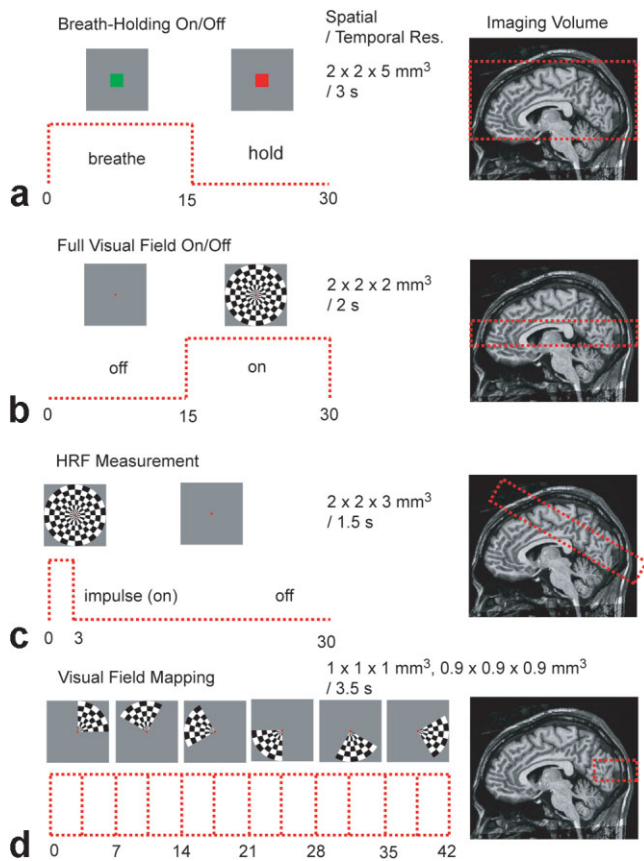 Breath-Holding On/Off
Spatial
/ Temporal Res.
Imaging Volume
2 x 2 x 5 mm³
/ 3 s
breathe
hold
a
0
15
30
Full Visual Field On/Off
2 x 2 x 2 mm³
/ 2 s
off
on
b
0
15
30
HRF Measurement
2 x 2 x 3 mm³
/ 1.5 s
impulse (on)
off
c
0
3
30
Visual Field Mapping
1 x 1 x 1 mm³, 0.9 x 0.9 x 0.9 mm³
/ 3.5 s
d
0
7
14
21
28
35
42